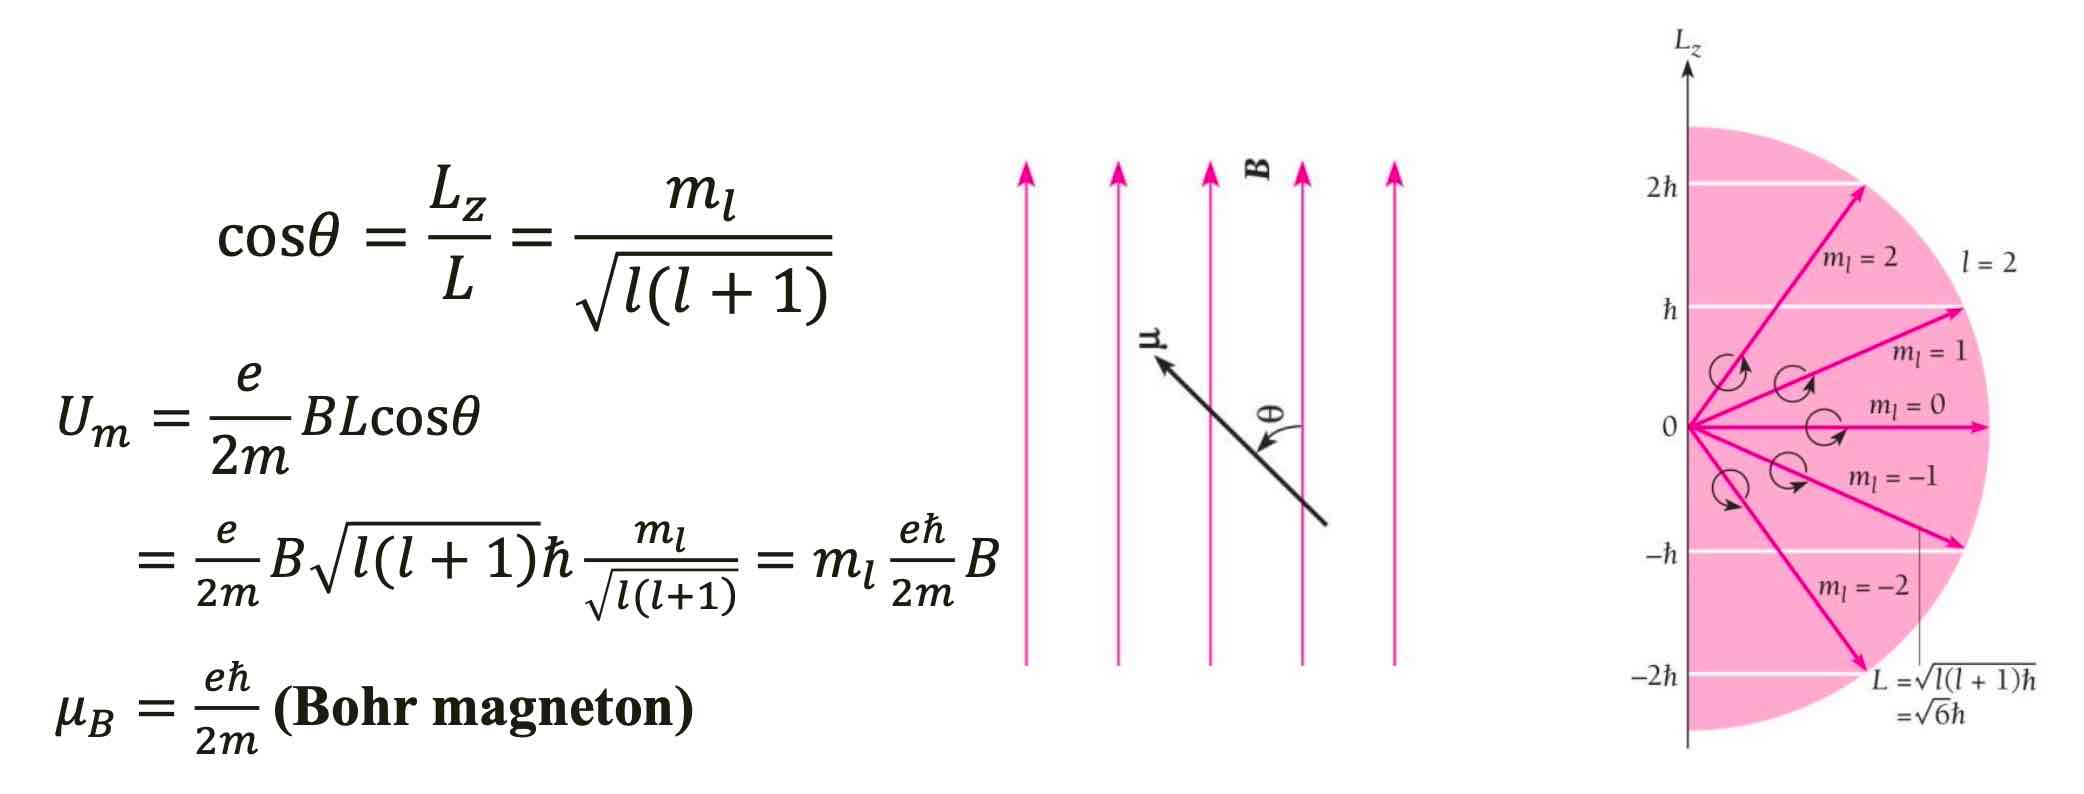 cosθ = L_z / L = m_l / √(l(l + 1))
U_m = e/2m BLcosθ
= e/2m B√(l(l + 1))ħ m_l/√(l(l+1)) = m_l eħ/2m B
μ_B = eħ/2m (Bohr magneton)
B
μ
θ
L_z
2ħ
m_l = 2
l = 2
ħ
m_l = 1
m_l = 0
0
m_l = –1
–ħ
m_l = –2
–2ħ
L = √(l(l + 1))ħ
= √6ħ